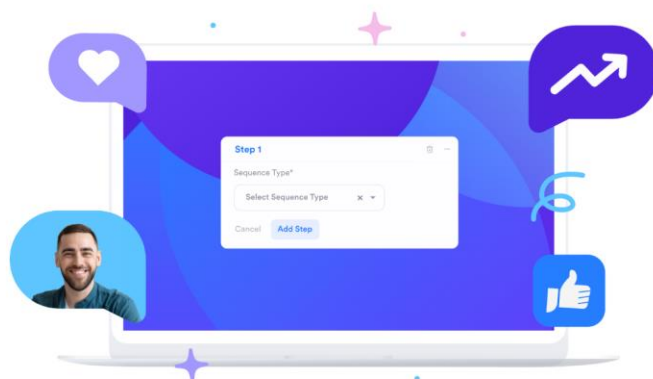 Step 1
Sequence Type*
Select Sequence Type
Cancel
Add Step